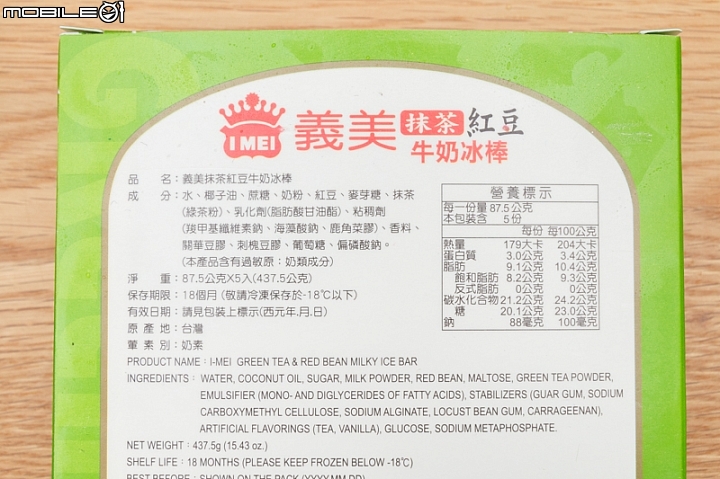 MOBILE01
I MEI 義美 抹茶 紅豆
牛奶冰棒
品　名：義美抹茶紅豆牛奶冰棒
成　分：水、椰子油、蔗糖、奶粉、紅豆、麥芽糖、抹茶
(綠茶粉)、乳化劑(脂肪酸甘油酯)、粘稠劑
(羧甲基纖維素鈉、海藻酸鈉、鹿角菜膠)、香料、
關華豆膠、刺槐豆膠、葡萄糖、偏磷酸鈉。
(本產品含有過敏原：奶類成分)
淨　重：87.5公克X5入(437.5公克)
保存期限：18個月 (敬請冷凍保存於-18℃以下)
有效日期：請見包裝上標示(西元年.月.日)
原 產 地：台灣
葷 素 別：奶素
營養標示
每一份量 87.5公克
本包裝含 5份
每份 每100公克
熱量 179大卡 204大卡
蛋白質 3.0公克 3.4公克
脂肪 9.1公克 10.4公克
飽和脂肪 8.2公克 9.3公克
反式脂肪 0公克 0公克
碳水化合物 21.2公克 24.2公克
糖 20.1公克 23.0公克
鈉 88毫克 100毫克
PRODUCT NAME：I-MEI GREEN TEA & RED BEAN MILKY ICE BAR
INGREDIENTS： WATER, COCONUT OIL, SUGAR, MILK POWDER, RED BEAN, MALTOSE, GREEN TEA POWDER,
EMULSIFIER (MONO- AND DIGLYCERIDES OF FATTY ACIDS), STABILIZERS (GUAR GUM, SODIUM
CARBOXYMETHYL CELLULOSE, SODIUM ALGINATE, LOCUST BEAN GUM, CARRAGEENAN),
ARTIFICIAL FLAVORINGS (TEA, VANILLA), GLUCOSE, SODIUM METAPHOSPHATE.
NET WEIGHT：437.5g (15.43 oz.)
SHELF LIFE：18 MONTHS (PLEASE KEEP FROZEN BELOW -18℃)
BEST BEFORE：SHOWN ON THE PACK (YYYY.MM.DD)